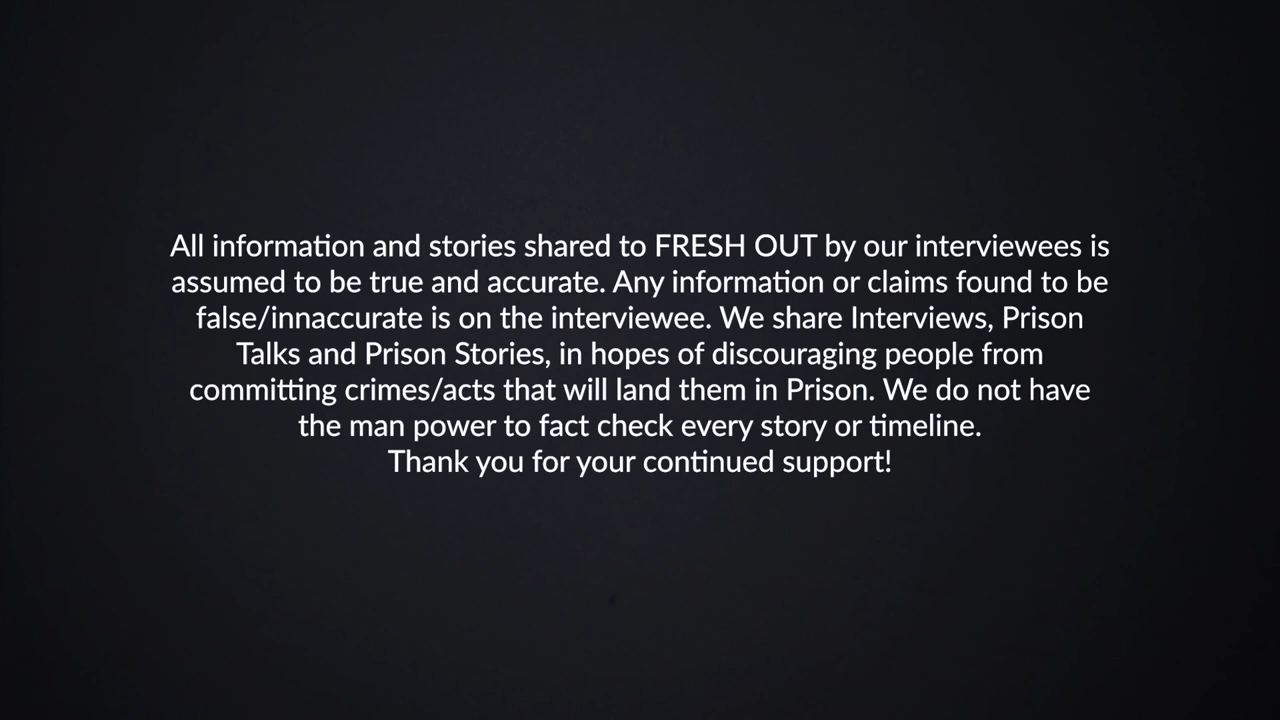 All information and stories shared to FRESH OUT by our interviewees is
assumed to be true and accurate. Any information or claims found to be
false/innaccurate is on the interviewee. We share Interviews, Prison
Talks and Prison Stories, in hopes of discouraging people from
committing crimes/acts that will land them in Prison. We do not have
the man power to fact check every story or timeline.
Thank you for your continued support!